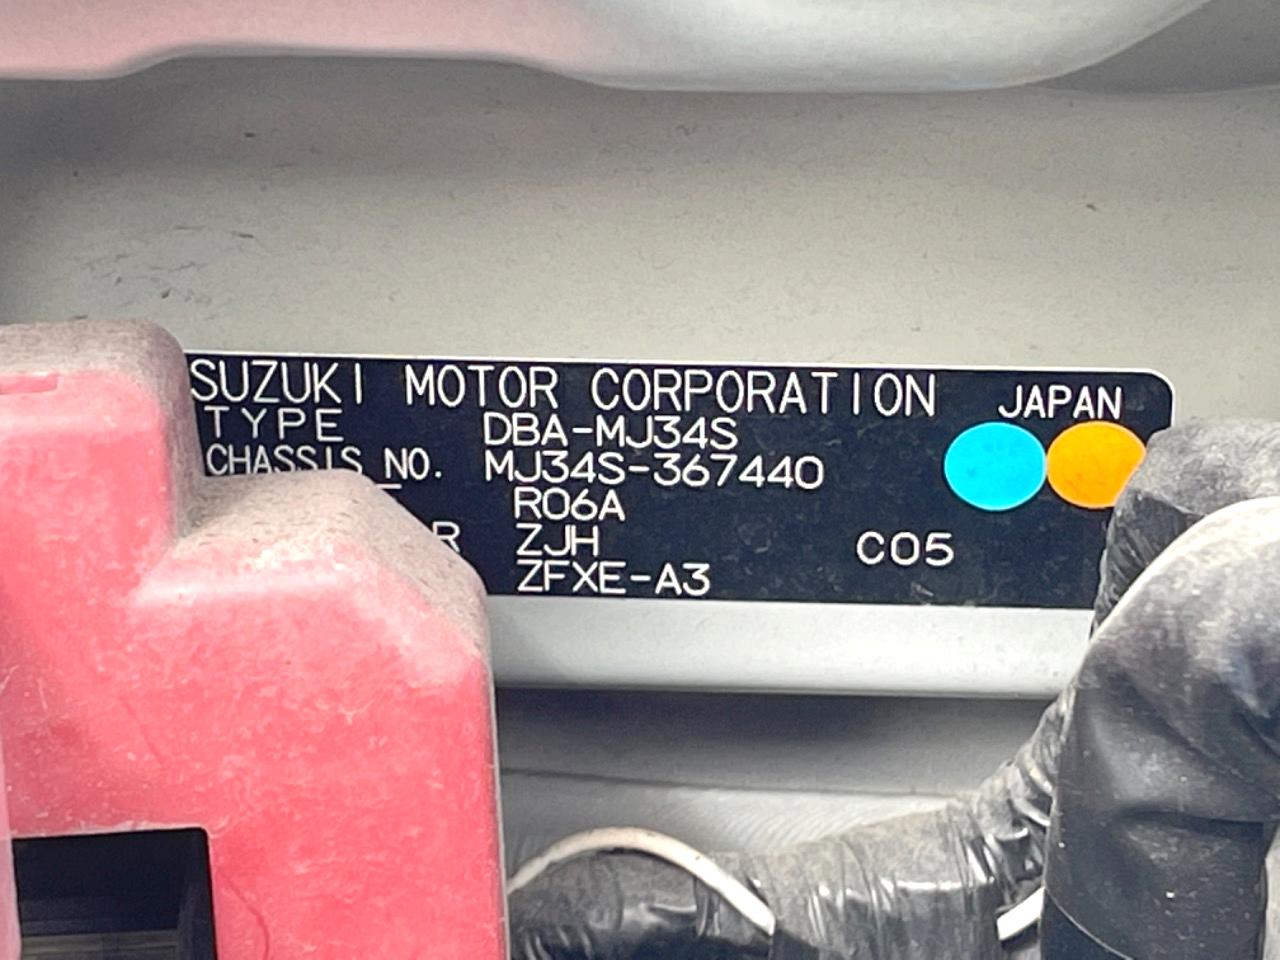 SUZUKI MOTOR CORPORATION JAPAN
TYPE DBA-MJ34S
CHASSIS NO. MJ34S-367440
R06A
R ZJH C05
ZFXE-A3